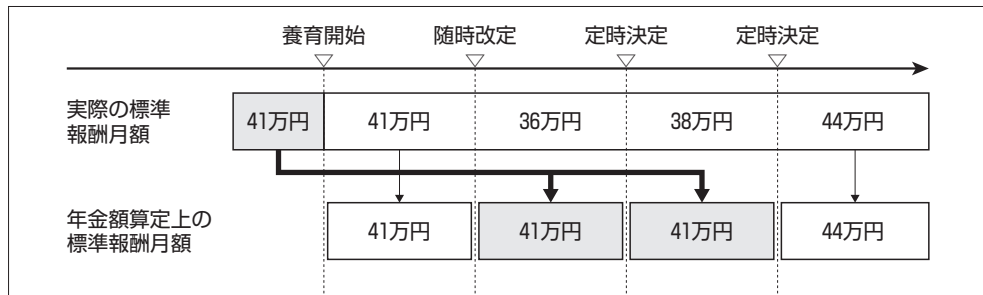 養育開始 随時改定 定時決定 定時決定
実際の標準
報酬月額
41万円 41万円 36万円 38万円 44万円
年金額算定上の
標準報酬月額
41万円 41万円 41万円 44万円